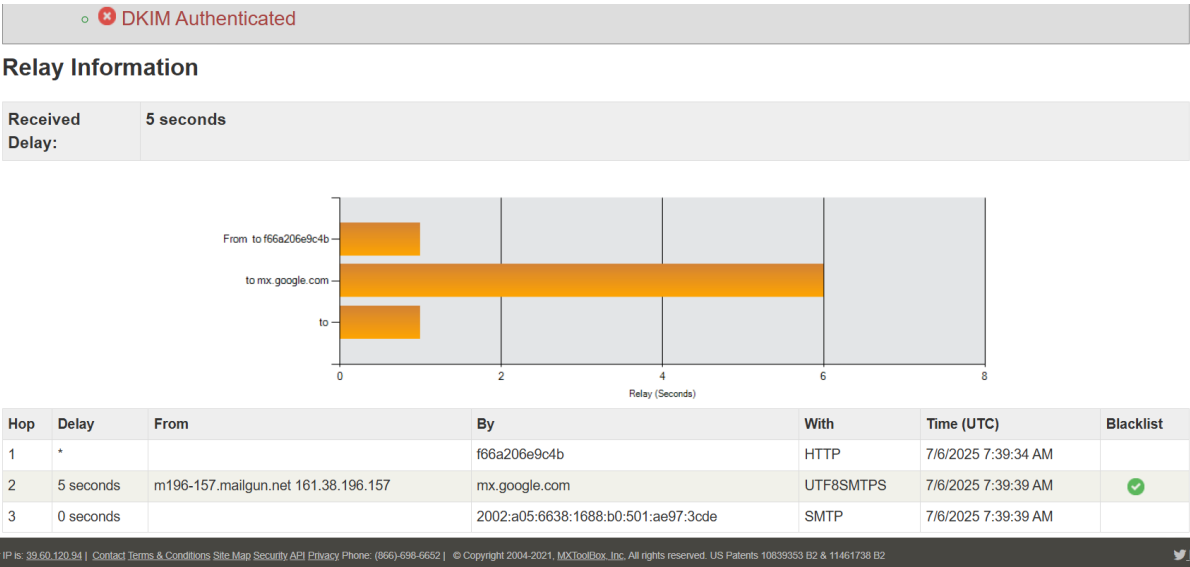 DKIM Authenticated
Relay Information
Received Delay: 5 seconds
From to f66a206e9c4b
to mx.google.com
to
0 2 4 6 8
Relay (Seconds)
Hop Delay From By With Time (UTC) Blacklist
1 * f66a206e9c4b HTTP 7/6/2025 7:39:34 AM
2 5 seconds m196-157.mailgun.net 161.38.196.157 mx.google.com UTF8SMTPS 7/6/2025 7:39:39 AM
3 0 seconds 2002:a05:6638:1688:b0:501:ae97:3cde SMTP 7/6/2025 7:39:39 AM
IP is: 39.60.120.94 | Contact Terms & Conditions Site Map Security API Privacy Phone: (866)-698-6652 | © Copyright 2004-2021, MXToolBox, Inc, All rights reserved. US Patents 10839353 B2 & 11461738 B2